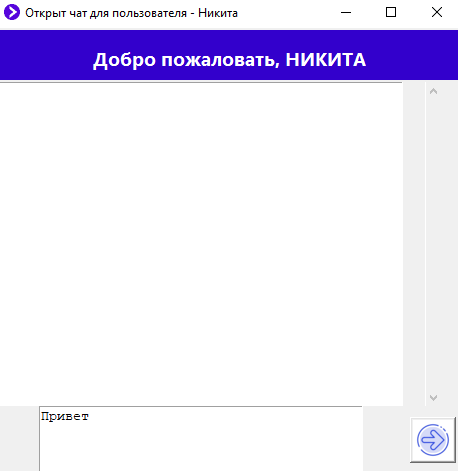 Открыт чат для пользователя - Никита
Добро пожаловать, НИКИТА
Привет